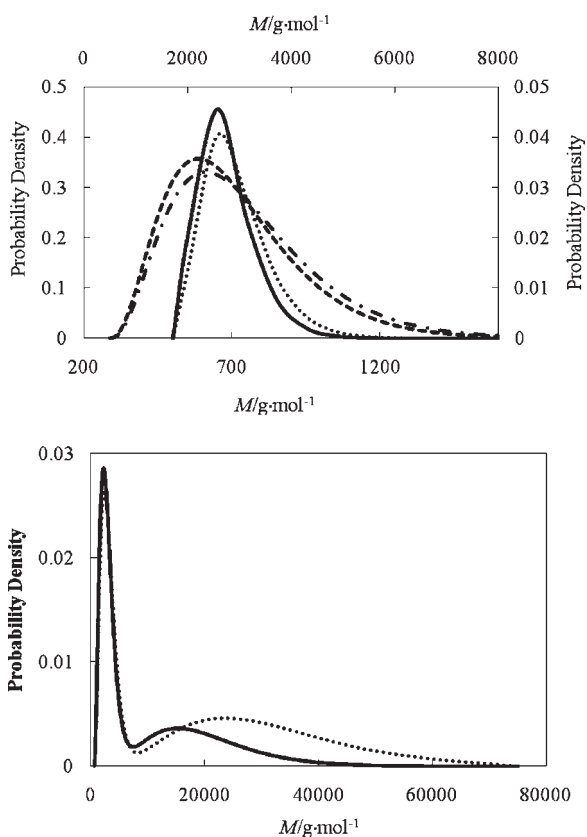 M/g·mol-1
0 2000 4000 6000 8000
0.5 0.05
0.4 0.04
0.3 0.03
0.2 0.02
0.1 0.01
0 0
Probability Density
Probability Density
200 700 1200
M/g·mol-1
0.03
0.02
0.01
0
Probability Density
0 20000 40000 60000 80000
M/g·mol-1